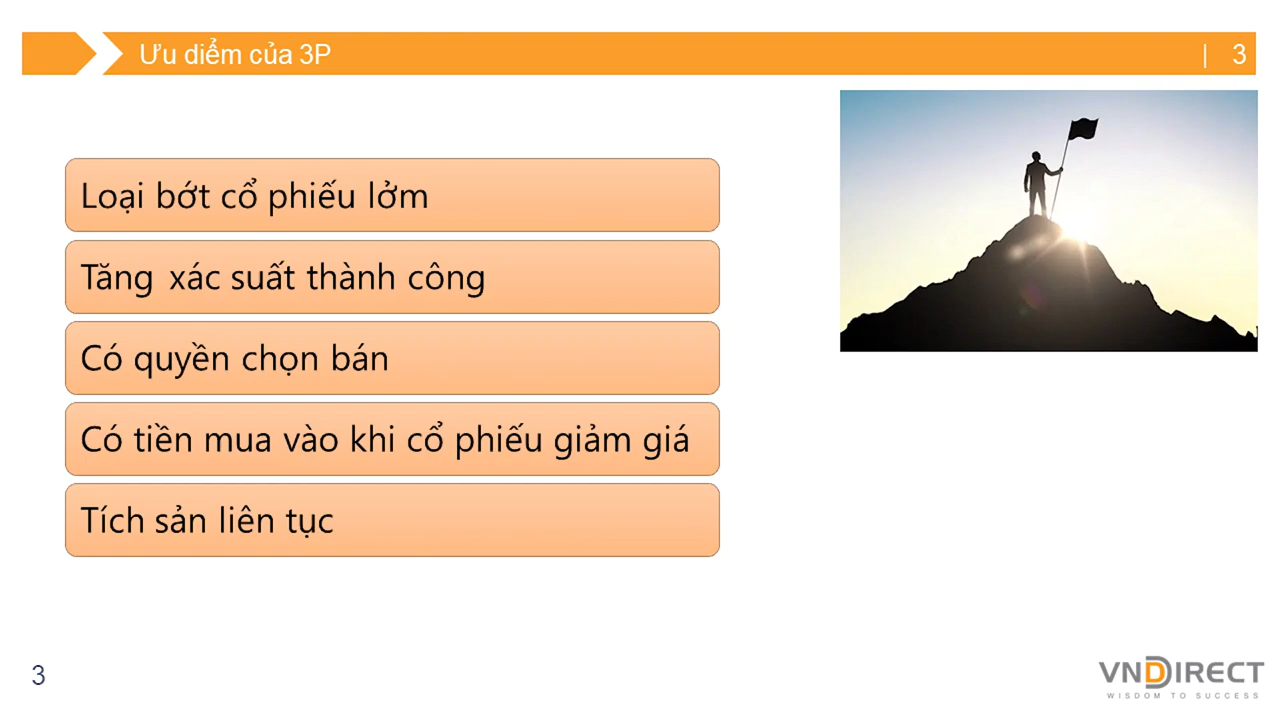 Ưu diểm của 3P
| 3
Loại bớt cổ phiếu lởm
Tăng xác suất thành công
Có quyền chọn bán
Có tiền mua vào khi cổ phiếu giảm giá
Tích sản liên tục
3
VNDIRECT
WISDOM TO SUCCESS